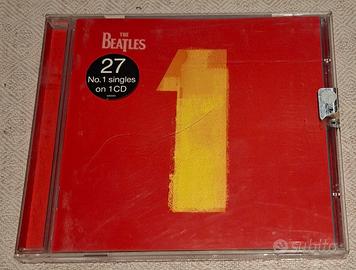 THE
BEATLES
27
No.1 singles
on 1CD
1
subito